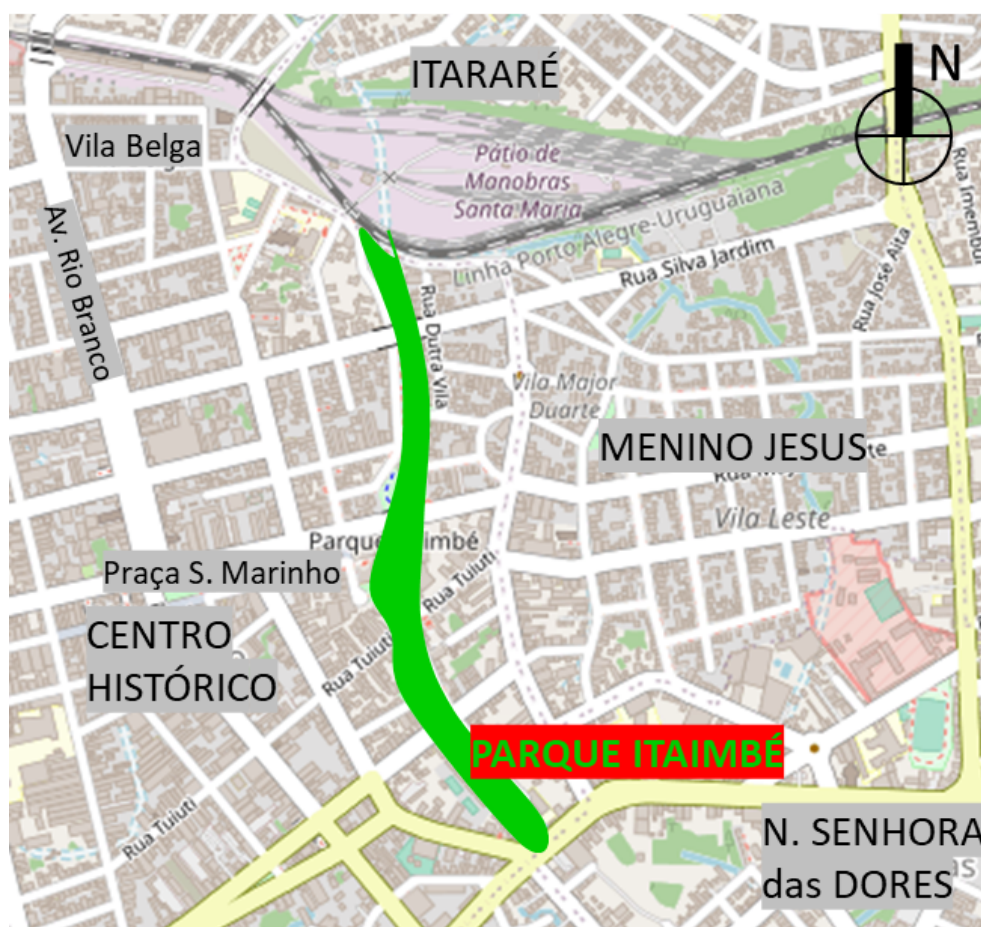 ITARARÉ
N
Vila Belga
Pátio de
Manobras
Santa Maria
Linha Porto Alegre-Uruguaiana
Rua Silva Jardim
Rua José Aita
Av. Rio Branco
Rua Dutra Vila
Vila Major
Duarte
MENINO JESUS
Vila Leste
Parque
Praça S. Marinho
Rua Tuiuti
CENTRO
HISTÓRICO
Rua Tuiuti
PARQUE ITAIMBÉ
Rua Tuiuti
N. SENHORA
das DORES